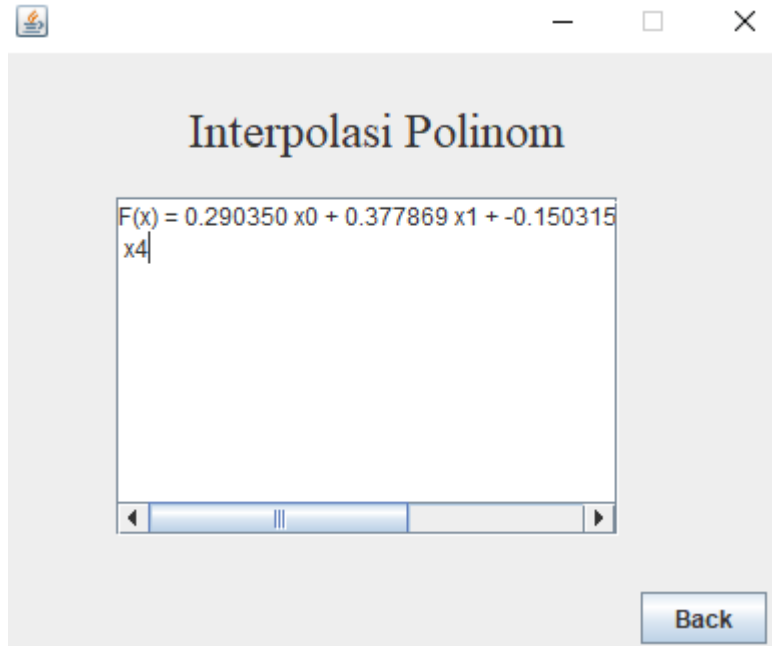 Interpolasi Polinom
F(x) = 0.290350 x0 + 0.377869 x1 + -0.150315
x4
Back